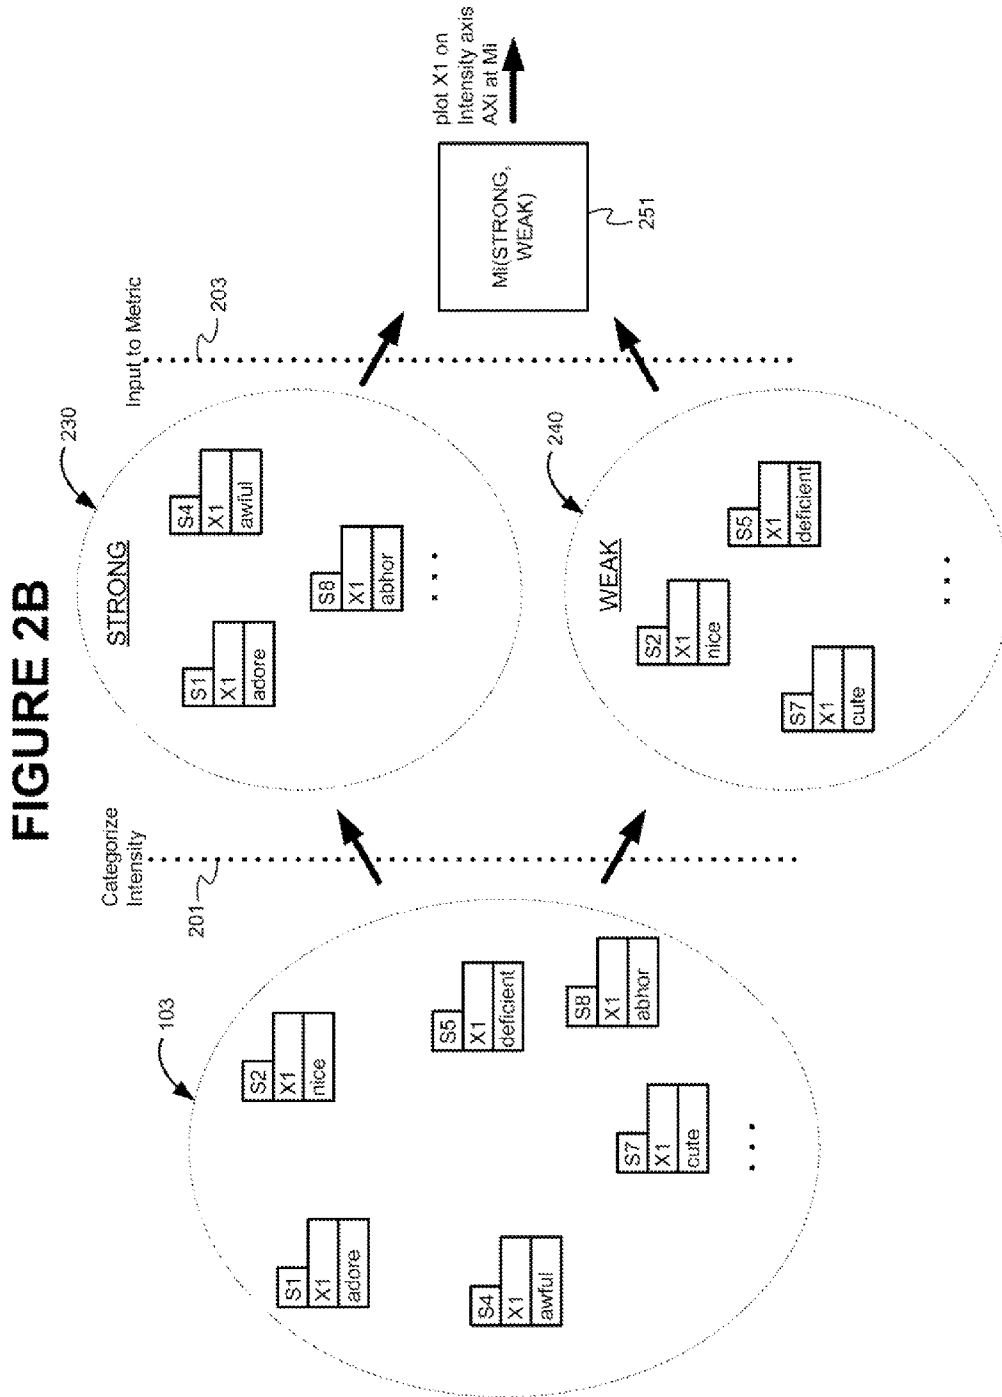 FIGURE 2B
Categorize
Intensity
201
Input to Metric
203
103
S1
X1
adore
S2
X1
nice
S4
X1
awful
S5
X1
deficient
S7
X1
cute
S8
X1
abhor
...
230
STRONG
S1
X1
adore
S4
X1
awful
S8
X1
abhor
...
240
WEAK
S2
X1
nice
S5
X1
deficient
S7
X1
cute
...
Mi(STRONG,
WEAK)
251
plot X1 on
Intensity axis
AXi at Mi